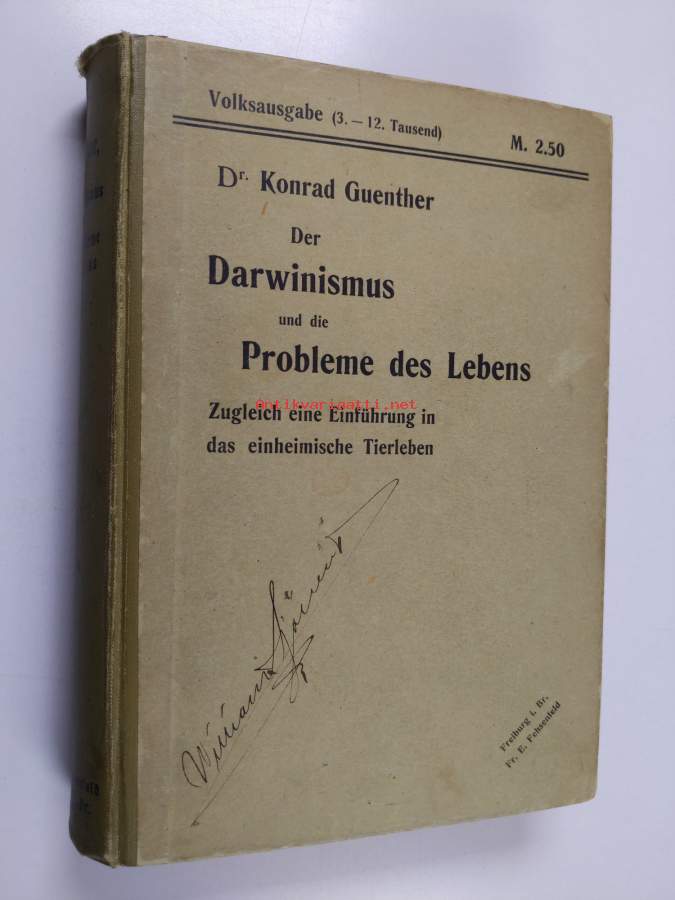 Volksausgabe (3. — 12. Tausend) M. 2.50
Dr. Konrad Guenther
Der
Darwinismus
und die
Probleme des Lebens
Antikvariaatti.net
Zugleich eine Einführung in
das einheimische Tierleben
Freiburg i. Br.
Fr. E. Fehsenfeld